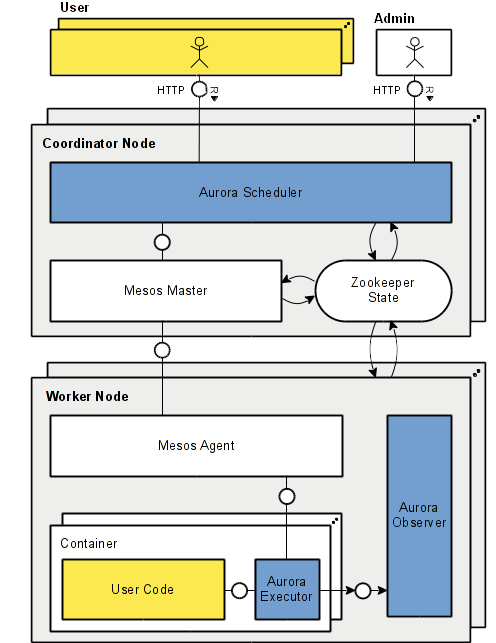 User
Admin
HTTP
R
HTTP
R
Coordinator Node
Aurora Scheduler
Mesos Master
Zookeeper
State
Worker Node
Mesos Agent
Aurora
Observer
Container
User Code
Aurora
Executor